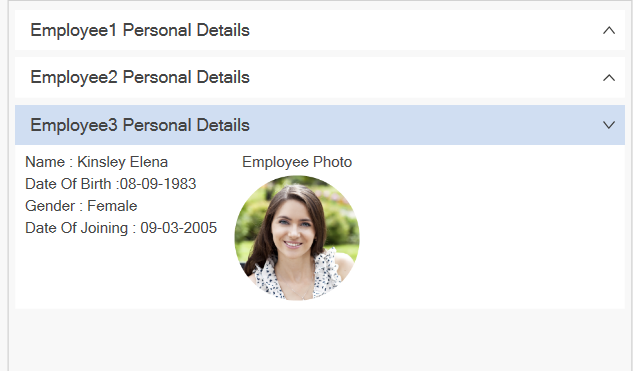 Employee1 Personal Details
Employee2 Personal Details
Employee3 Personal Details
Name : Kinsley Elena
Date Of Birth :08-09-1983
Gender : Female
Date Of Joining : 09-03-2005
Employee Photo